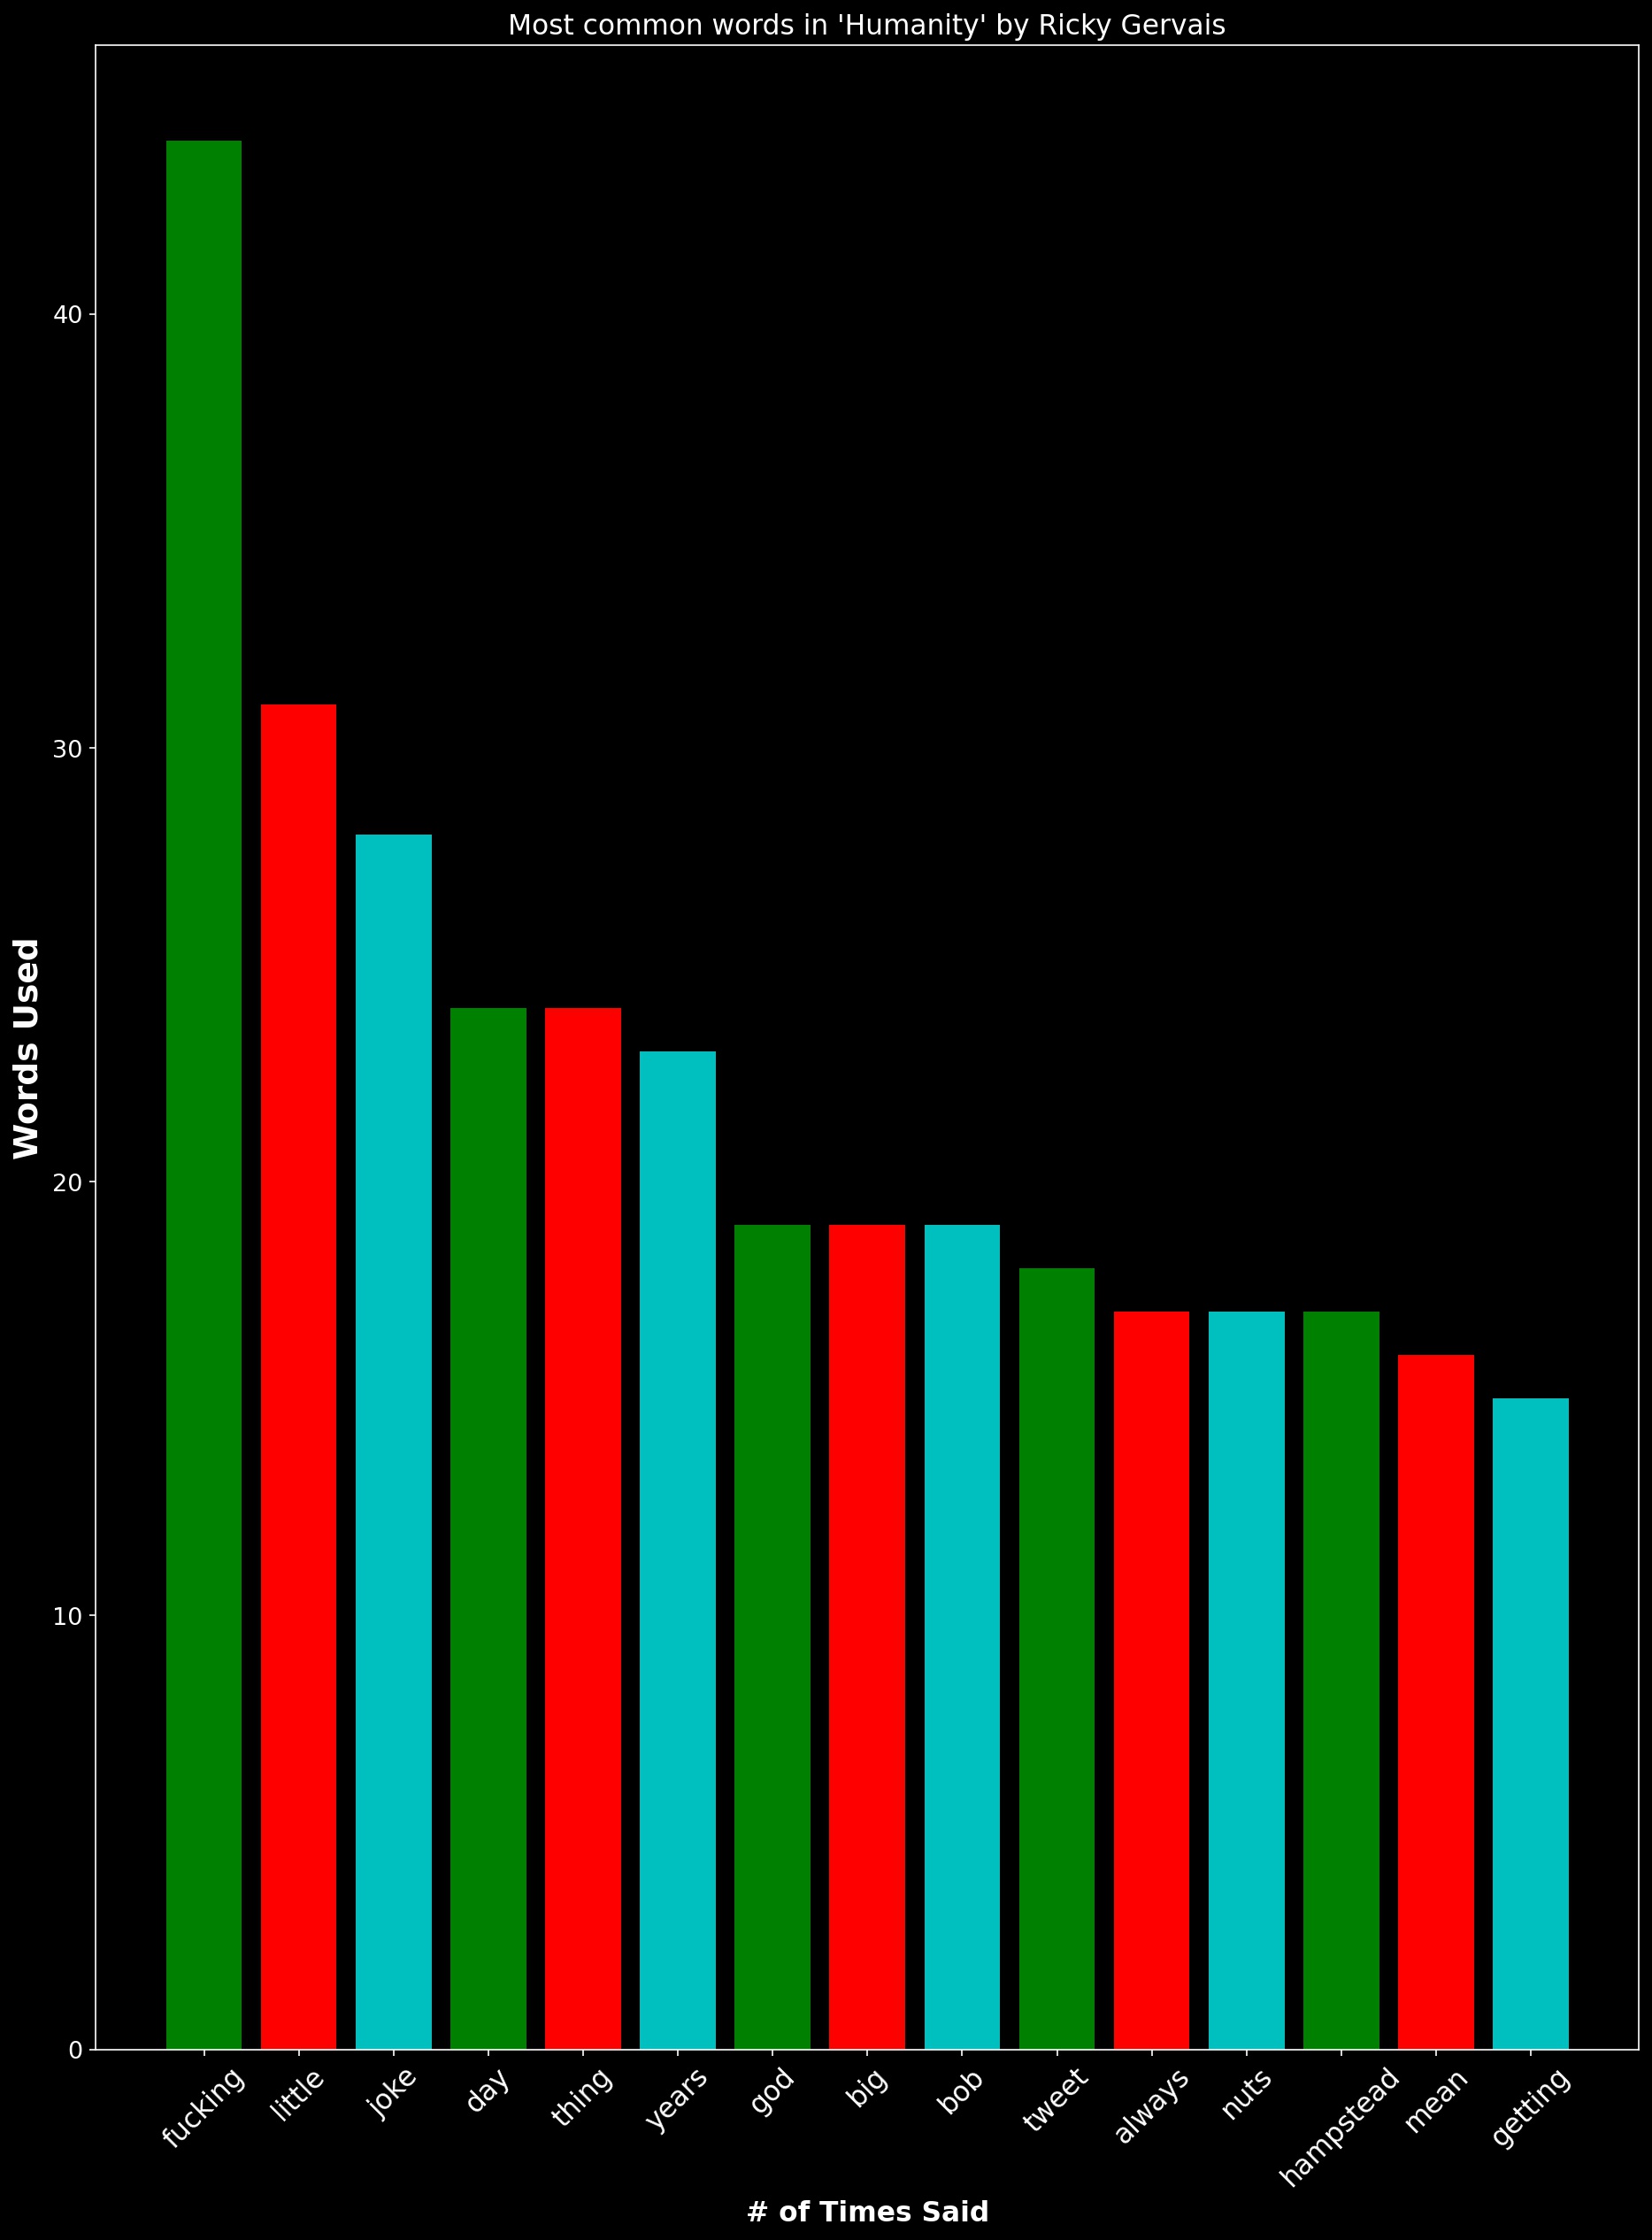 Most common words in 'Humanity' by Ricky Gervais
Words Used
40
30
20
10
0
fucking
little
joke
day
thing
years
god
big
bob
tweet
always
nuts
hampstead
mean
getting
# of Times Said